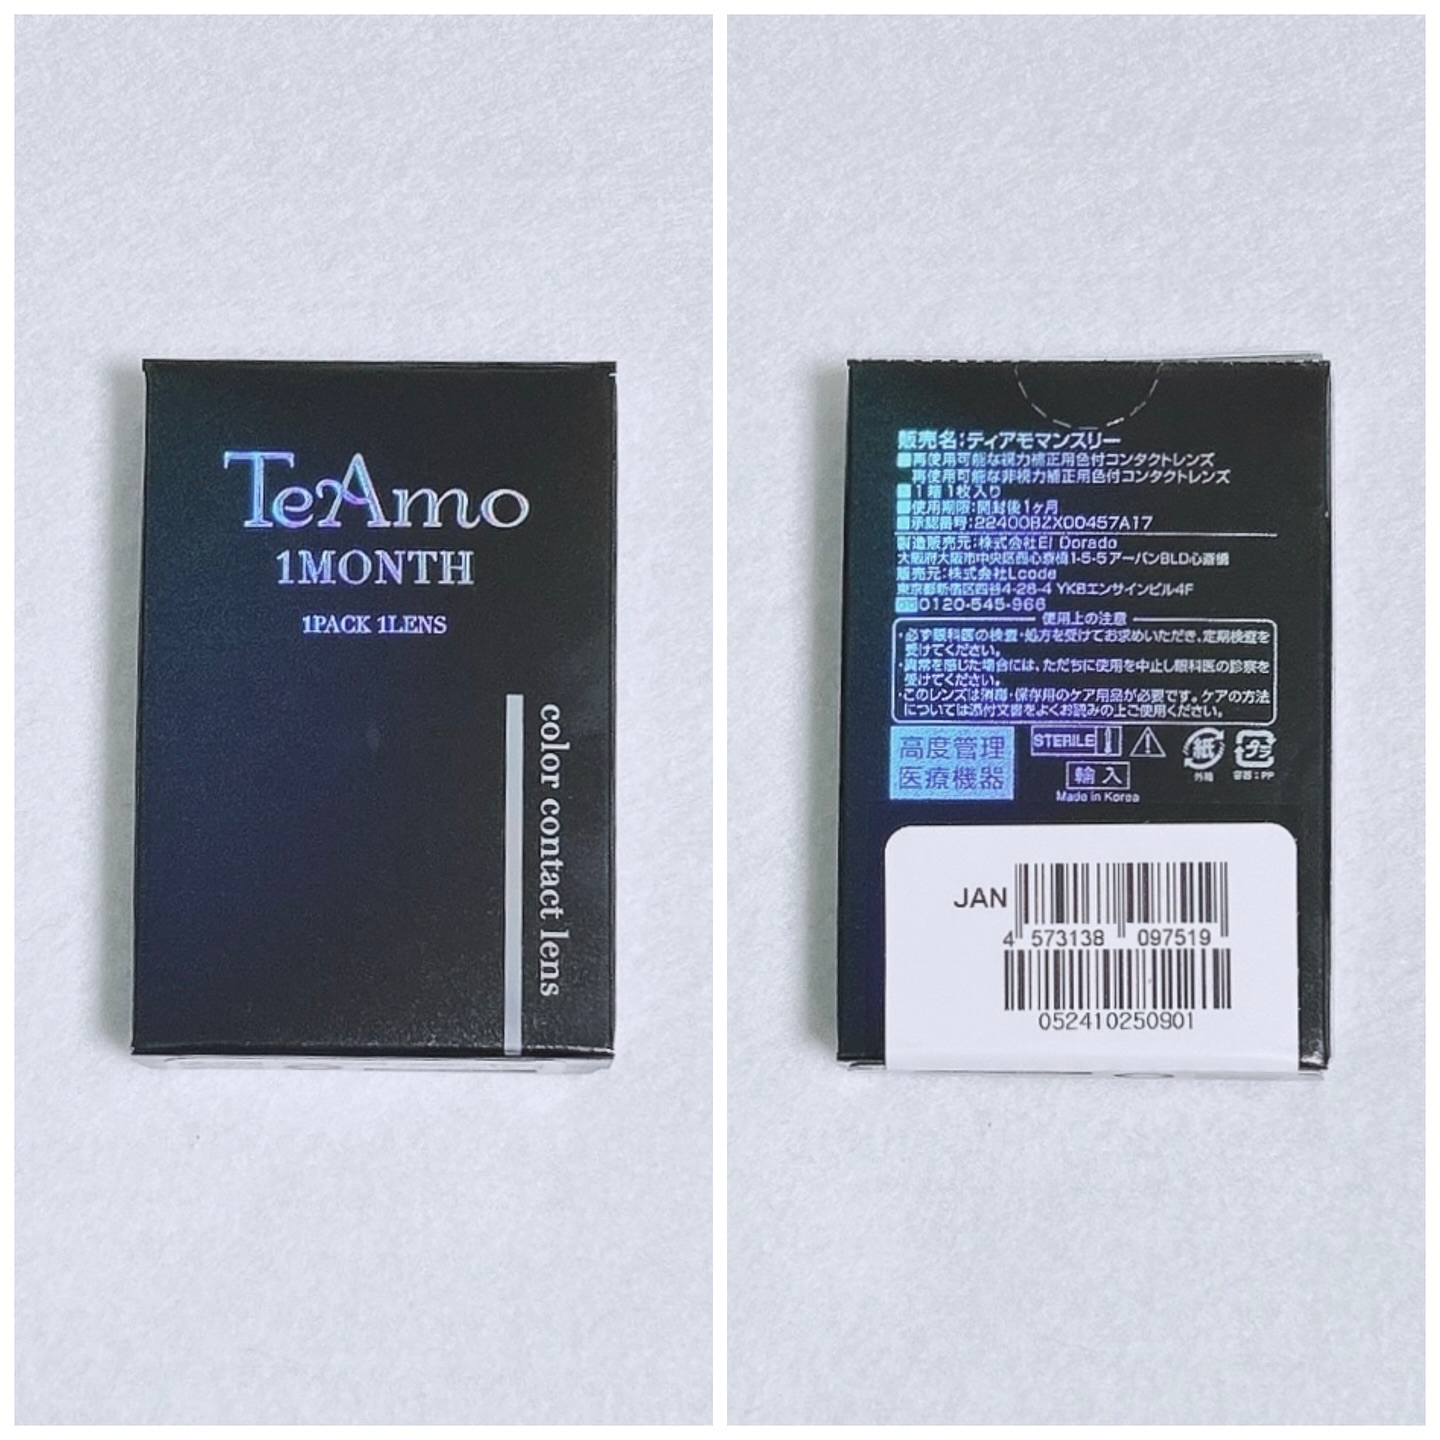 TeAmo
1MONTH
1PACK 1LENS
color contact lens
販売名:ティアモマンスリー
■再使用可能な視力補正用色付コンタクトレンズ
再使用可能な非視力補正用色付コンタクトレンズ
■1箱1枚入り
■使用期限:開封後1ヶ月
■承認番号:22400BZX00457A17
製造販売元:株式会社El Dorado
大阪府大阪市中央区西心斎橋1-5-5アーバンBLD心斎橋
販売元:株式会社Lcode
東京都新宿区四谷4-28-4 YKBエンサインビル4F
0120-545-966
使用上の注意
・必ず眼科医の検査・処方を受けてお求めいただき、定期検査を
受けてください。
・異常を感じた場合には、ただちに使用を中止し眼科医の診察を
受けてください。
・このレンズは消毒・保存用のケア用品が必要です。ケアの方法
については添付文書をよくお読みの上ご使用ください。
高度管理
医療機器
STERILE
輸入
Made in Korea
紙
外箱
プラ
容器:PP
JAN
4 573138 097519
052410250901